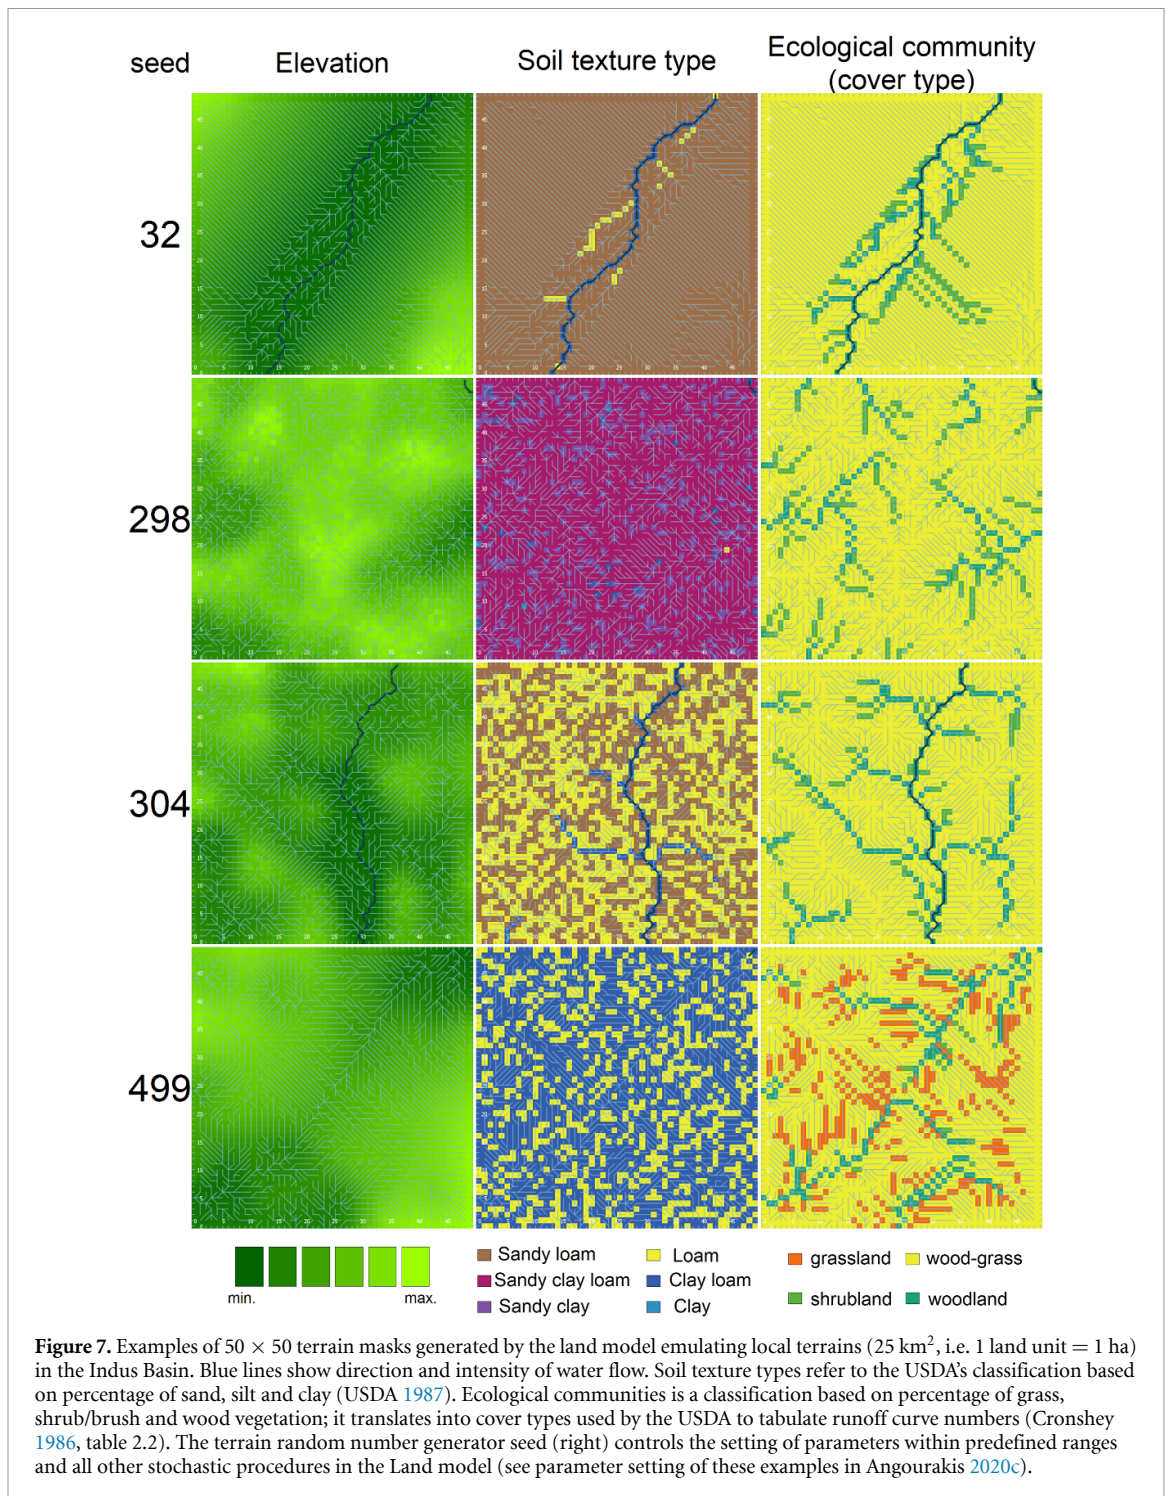 seed
Elevation
Soil texture type
Ecological community
(cover type)
32
298
304
499
min.
max.
Sandy loam
Loam
Sandy clay loam
Clay loam
Sandy clay
Clay
grassland
wood-grass
shrubland
woodland
Figure 7. Examples of 50 × 50 terrain masks generated by the land model emulating local terrains (25 km², i.e. 1 land unit = 1 ha)
in the Indus Basin. Blue lines show direction and intensity of water flow. Soil texture types refer to the USDA’s classification based
on percentage of sand, silt and clay (USDA 1987). Ecological communities is a classification based on percentage of grass,
shrub/brush and wood vegetation; it translates into cover types used by the USDA to tabulate runoff curve numbers (Cronshey
1986, table 2.2). The terrain random number generator seed (right) controls the setting of parameters within predefined ranges
and all other stochastic procedures in the Land model (see parameter setting of these examples in Angourakis 2020c).